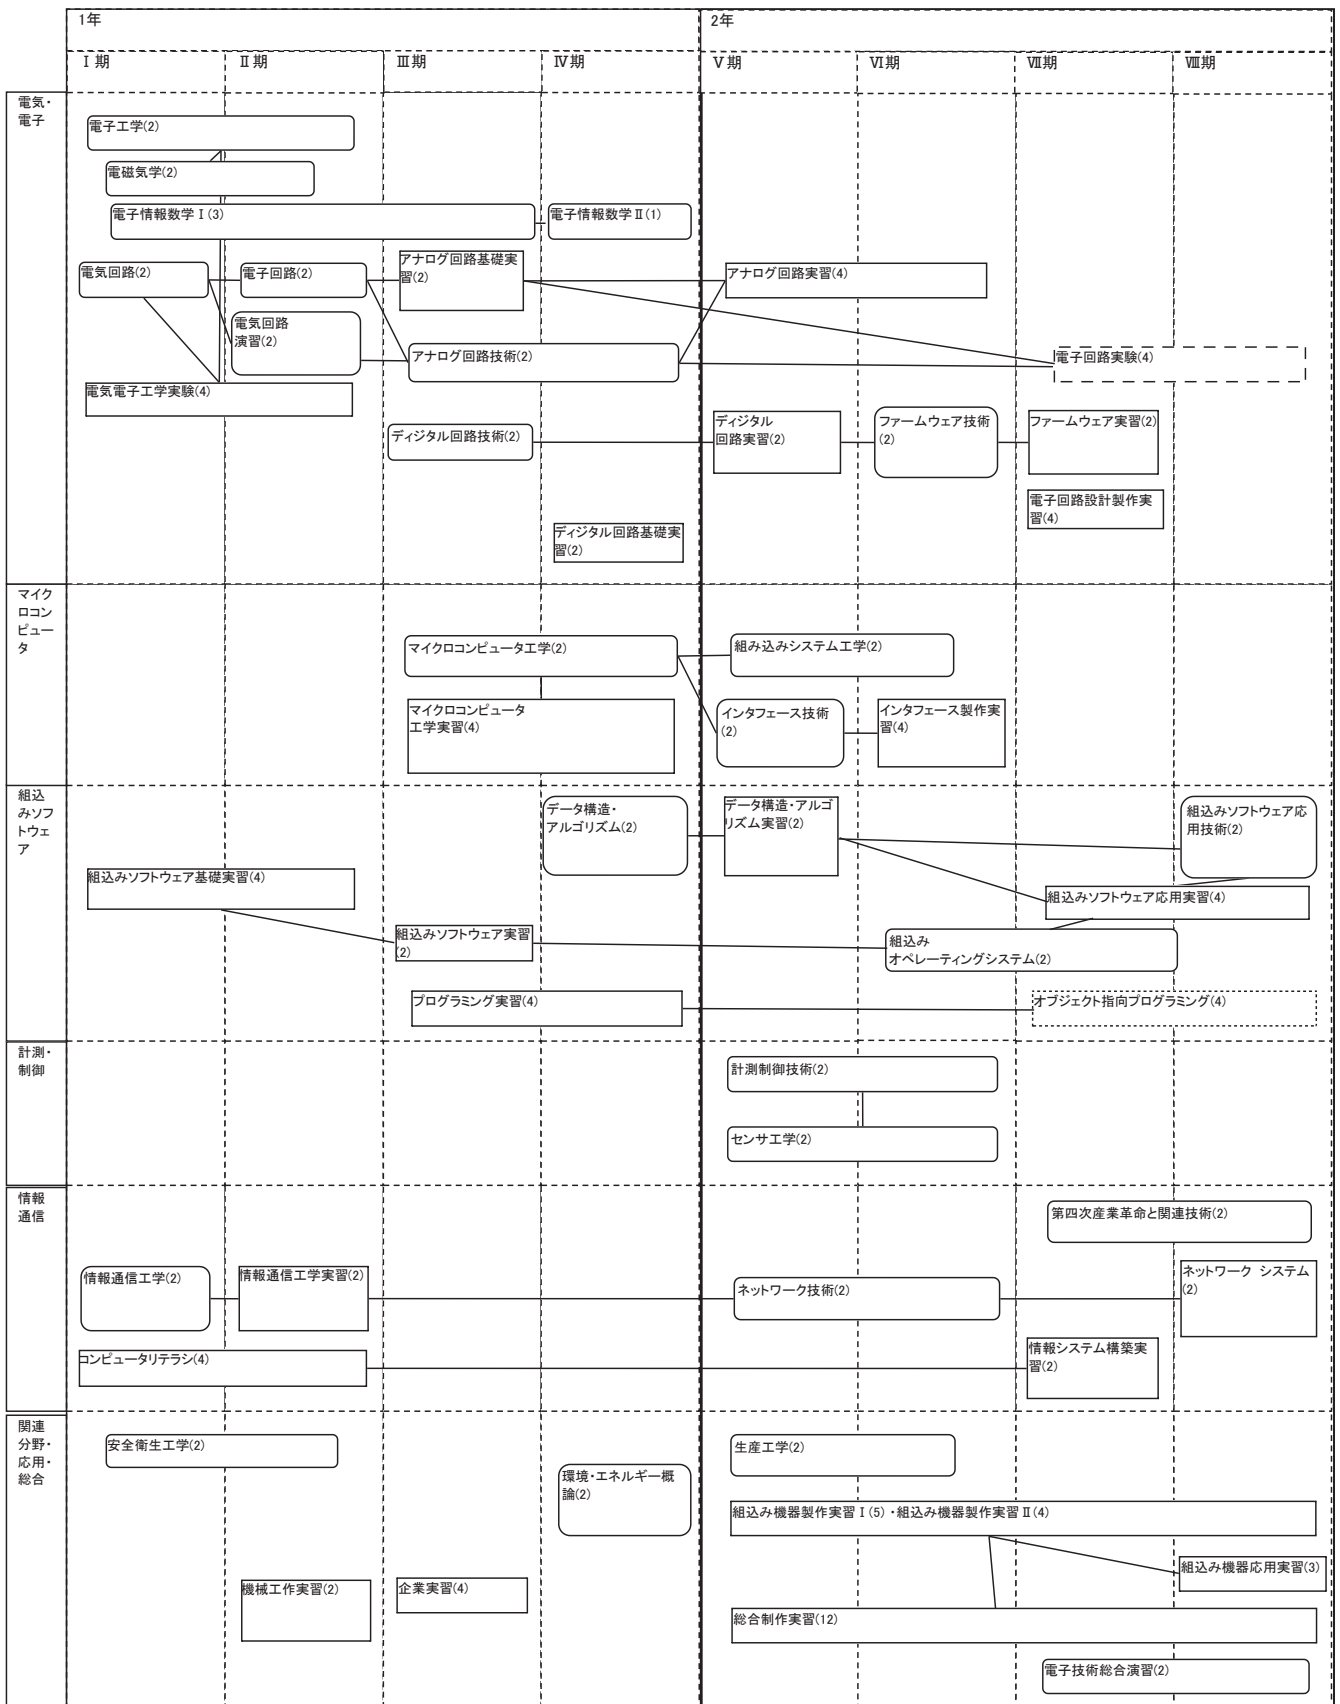 1年
2年
Ⅰ期
Ⅱ期
Ⅲ期
Ⅳ期
Ⅴ期
Ⅵ期
Ⅶ期
Ⅷ期
電気・
電子
電子工学(2)
電磁気学(2)
電子情報数学Ⅰ(3)
電子情報数学Ⅱ(1)
電気回路(2)
電子回路(2)
アナログ回路基礎実
習(2)
アナログ回路実習(4)
電気回路
演習(2)
アナログ回路技術(2)
電子回路実験(4)
電気電子工学実験(4)
ディジタル回路技術(2)
ディジタル
回路実習(2)
ファームウェア技術
(2)
ファームウェア実習(2)
電子回路設計製作実
習(4)
ディジタル回路基礎実
習(2)
マイク
ロコン
ピュー
タ
マイクロコンピュータ工学(2)
組み込みシステム工学(2)
マイクロコンピュータ
工学実習(4)
インタフェース技術
(2)
インタフェース製作実
習(4)
組込
みソフ
トウェ
ア
データ構造・
アルゴリズム(2)
データ構造・アルゴ
リズム実習(2)
組込みソフトウェア応
用技術(2)
組込みソフトウェア基礎実習(4)
組込みソフトウェア応用実習(4)
組込みソフトウェア実習
(2)
組込み
オペレーティングシステム(2)
プログラミング実習(4)
オブジェクト指向プログラミング(4)
計測・
制御
計測制御技術(2)
センサ工学(2)
情報
通信
第四次産業革命と関連技術(2)
情報通信工学(2)
情報通信工学実習(2)
ネットワーク技術(2)
ネットワーク システム
(2)
コンピュータリテラシ(4)
情報システム構築実
習(2)
関連
分野・
応用・
総合
安全衛生工学(2)
生産工学(2)
環境・エネルギー概
論(2)
組込み機器製作実習Ⅰ(5)・組込み機器製作実習Ⅱ(4)
組込み機器応用実習(3)
機械工作実習(2)
企業実習(4)
総合制作実習(12)
電子技術総合演習(2)